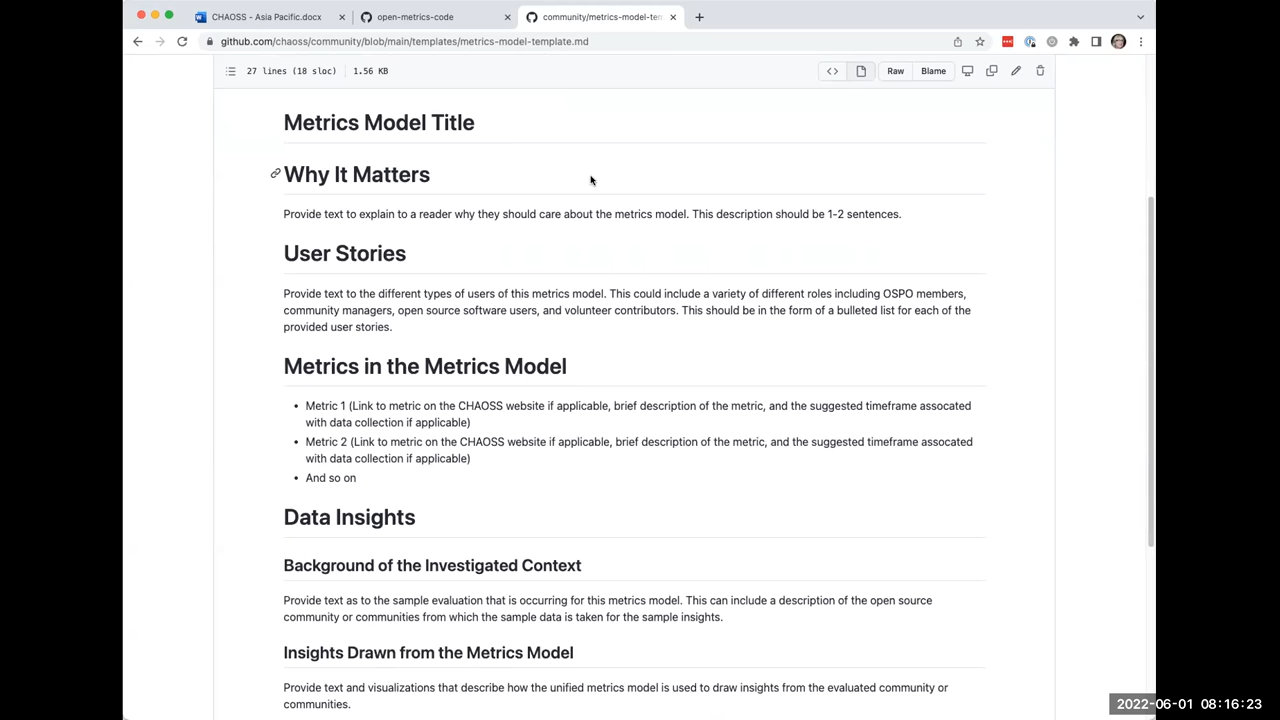 CHAOSS - Asia Pacific.docx
open-metrics-code
community/metrics-model-tem
github.com/chaoss/community/blob/main/templates/metrics-model-template.md
27 lines (18 sloc) 1.56 KB
Raw Blame
Metrics Model Title
Why It Matters
Provide text to explain to a reader why they should care about the metrics model. This description should be 1-2 sentences.
User Stories
Provide text to the different types of users of this metrics model. This could include a variety of different roles including OSPO members,
community managers, open source software users, and volunteer contributors. This should be in the form of a bulleted list for each of the
provided user stories.
Metrics in the Metrics Model
• Metric 1 (Link to metric on the CHAOSS website if applicable, brief description of the metric, and the suggested timeframe assocated
with data collection if applicable)
• Metric 2 (Link to metric on the CHAOSS website if applicable, brief description of the metric, and the suggested timeframe assocated
with data collection if applicable)
• And so on
Data Insights
Background of the Investigated Context
Provide text as to the sample evaluation that is occurring for this metrics model. This can include a description of the open source
community or communities from which the sample data is taken for the sample insights.
Insights Drawn from the Metrics Model
Provide text and visualizations that describe how the unified metrics model is used to draw insights from the evaluated community or
communities.
2022-06-01 08:16:23